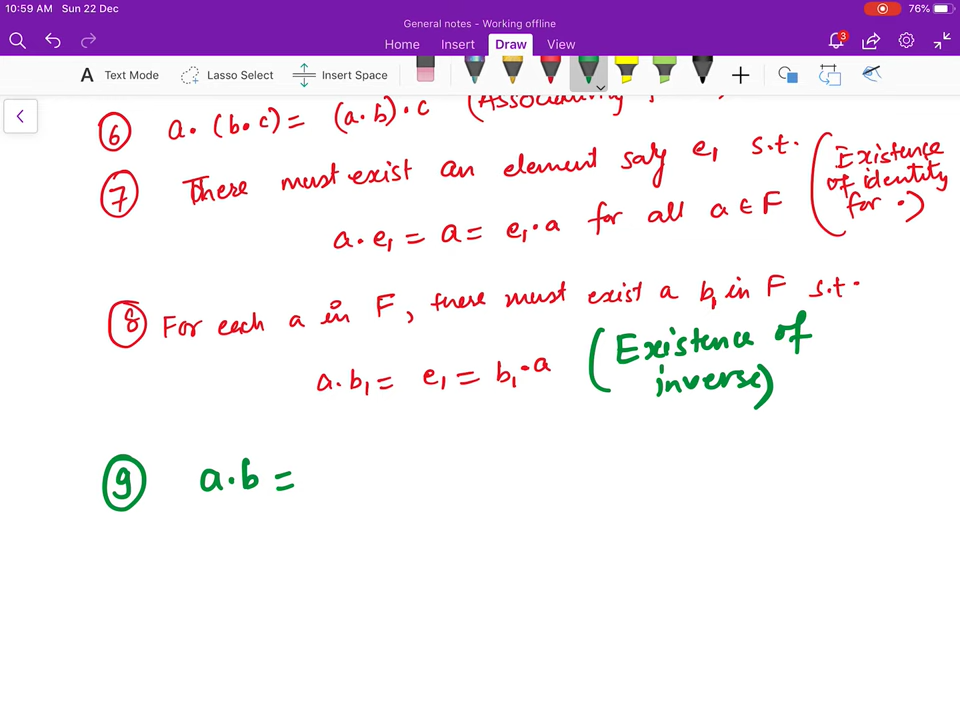 10:59 AM Sun 22 Dec
76%
General notes - Working offline
Home Insert Draw View
3
A Text Mode Lasso Select Insert Space
⑥ a. (b.c) = (a.b).c (Associativity
⑦ There must exist an element say e₁ s.t. (Existence of identity for .)
a.e₁ = a = e₁.a for all a ∈ F
⑧ For each a in F, there must exist a b₁ in F s.t.
a.b₁ = e₁ = b₁.a (Existence of inverse)
⑨ a.b =